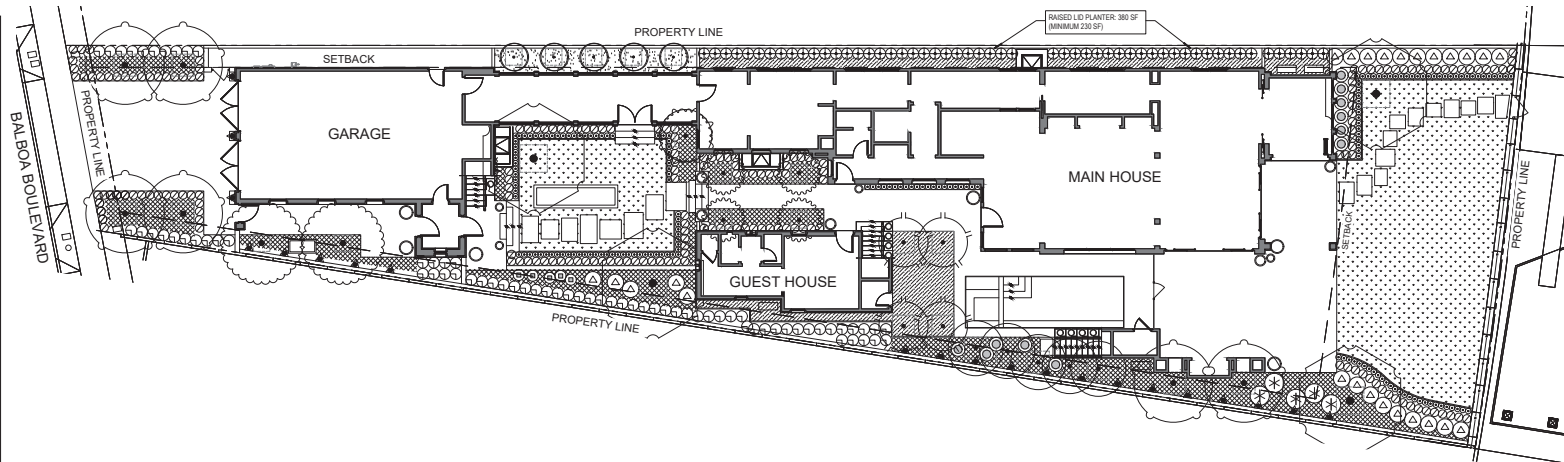 RAISED LID PLANTER: 380 SF
(MINIMUM 230 SF)
PROPERTY LINE
SETBACK
PROPERTY LINE
BALBOA BOULEVARD
GARAGE
MAIN HOUSE
GUEST HOUSE
PROPERTY LINE
SETBACK
PROPERTY LINE